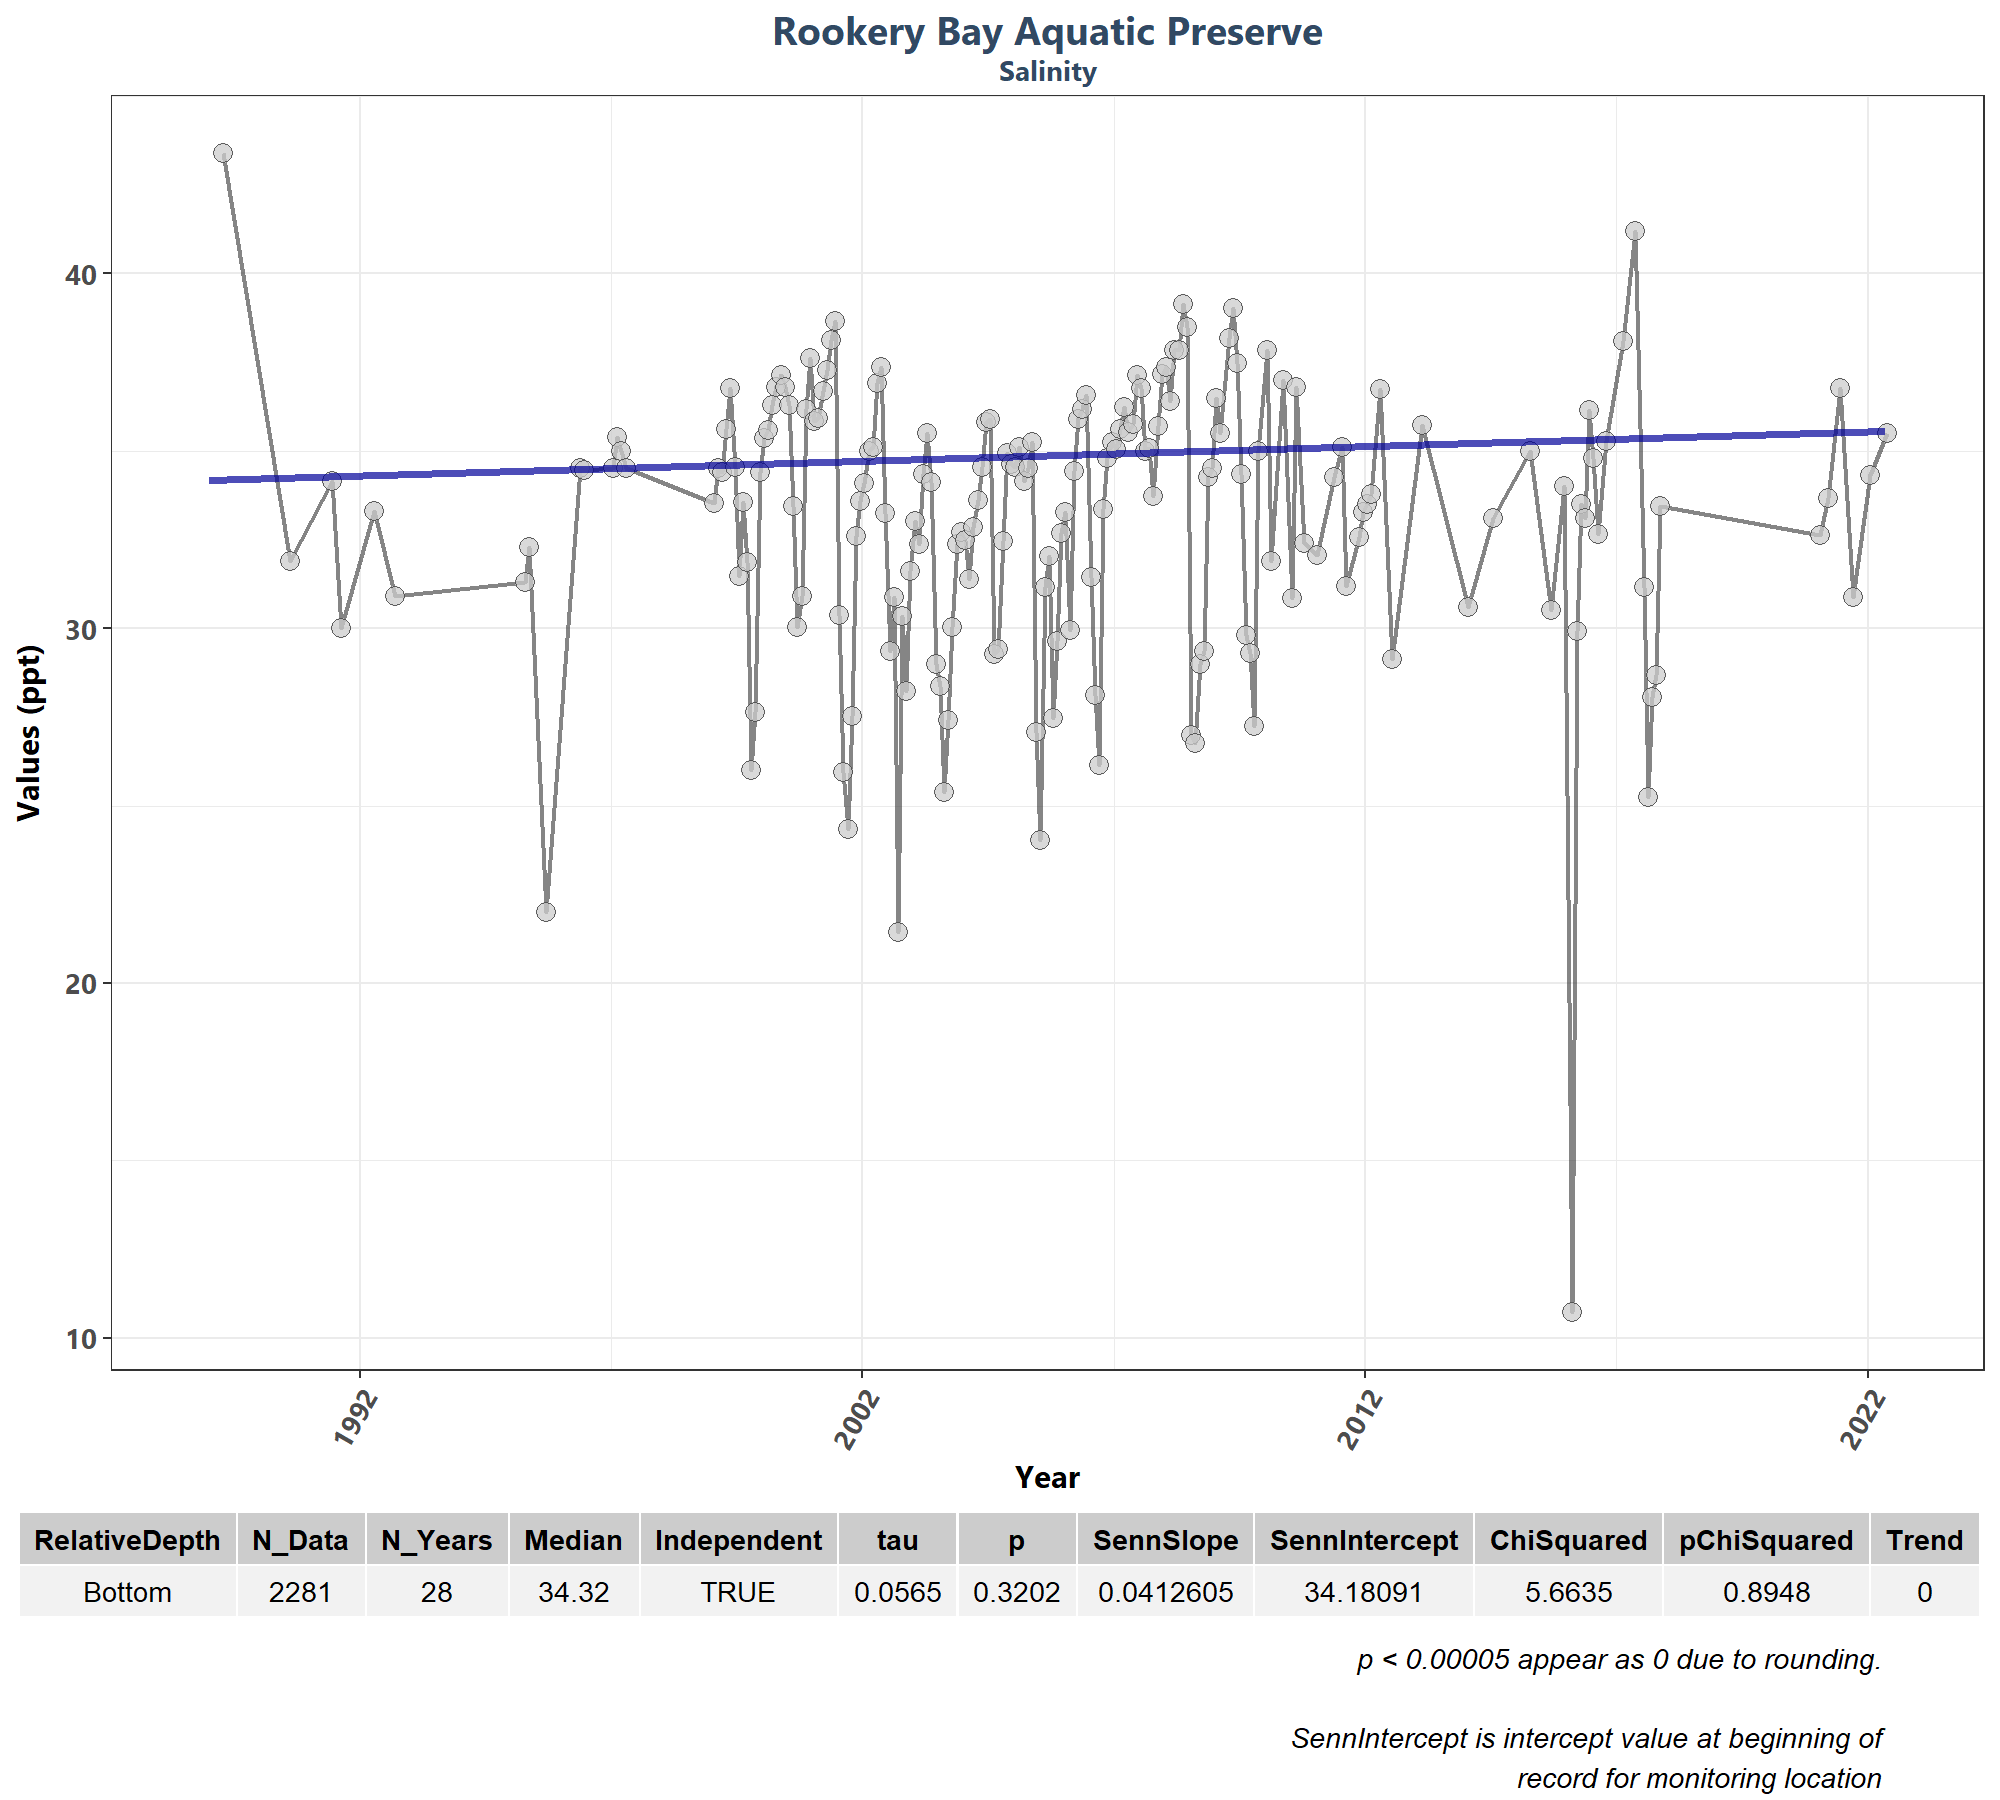 Rookery Bay Aquatic Preserve
Salinity
Values (ppt)
40
30
20
10
1992 2002 2012 2022
Year
RelativeDepth N_Data N_Years Median Independent tau p SennSlope SennIntercept ChiSquared pChiSquared Trend
Bottom 2281 28 34.32 TRUE 0.0565 0.3202 0.0412605 34.18091 5.6635 0.8948 0
p < 0.00005 appear as 0 due to rounding.
SennIntercept is intercept value at beginning of
record for monitoring location